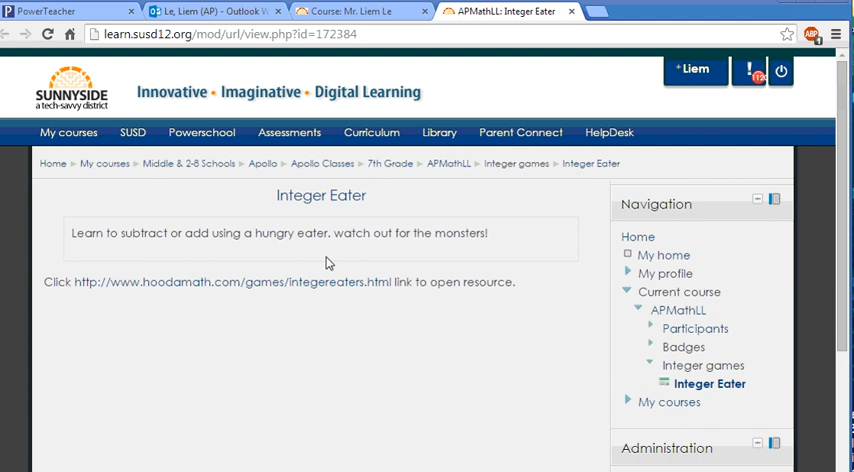 PowerTeacher
Le, Liem (AP) - Outlook W
Course: Mr. Liem Le
APMathLL: Integer Eater
learn.susd12.org/mod/url/view.php?id=172384
ABP
1
SUNNYSIDE
a tech-savvy district
Innovative • Imaginative • Digital Learning
Liem
!
My courses SUSD Powerschool Assessments Curriculum Library Parent Connect HelpDesk
Home ► My courses ► Middle & 2-8 Schools ► Apollo ► Apollo Classes ► 7th Grade ► APMathLL ► Integer games ► Integer Eater
Integer Eater
Learn to subtract or add using a hungry eater. watch out for the monsters!
Click http://www.hoodamath.com/games/integereaters.html link to open resource.
Navigation
Home
My home
My profile
Current course
APMathLL
Participants
Badges
Integer games
Integer Eater
My courses
Administration